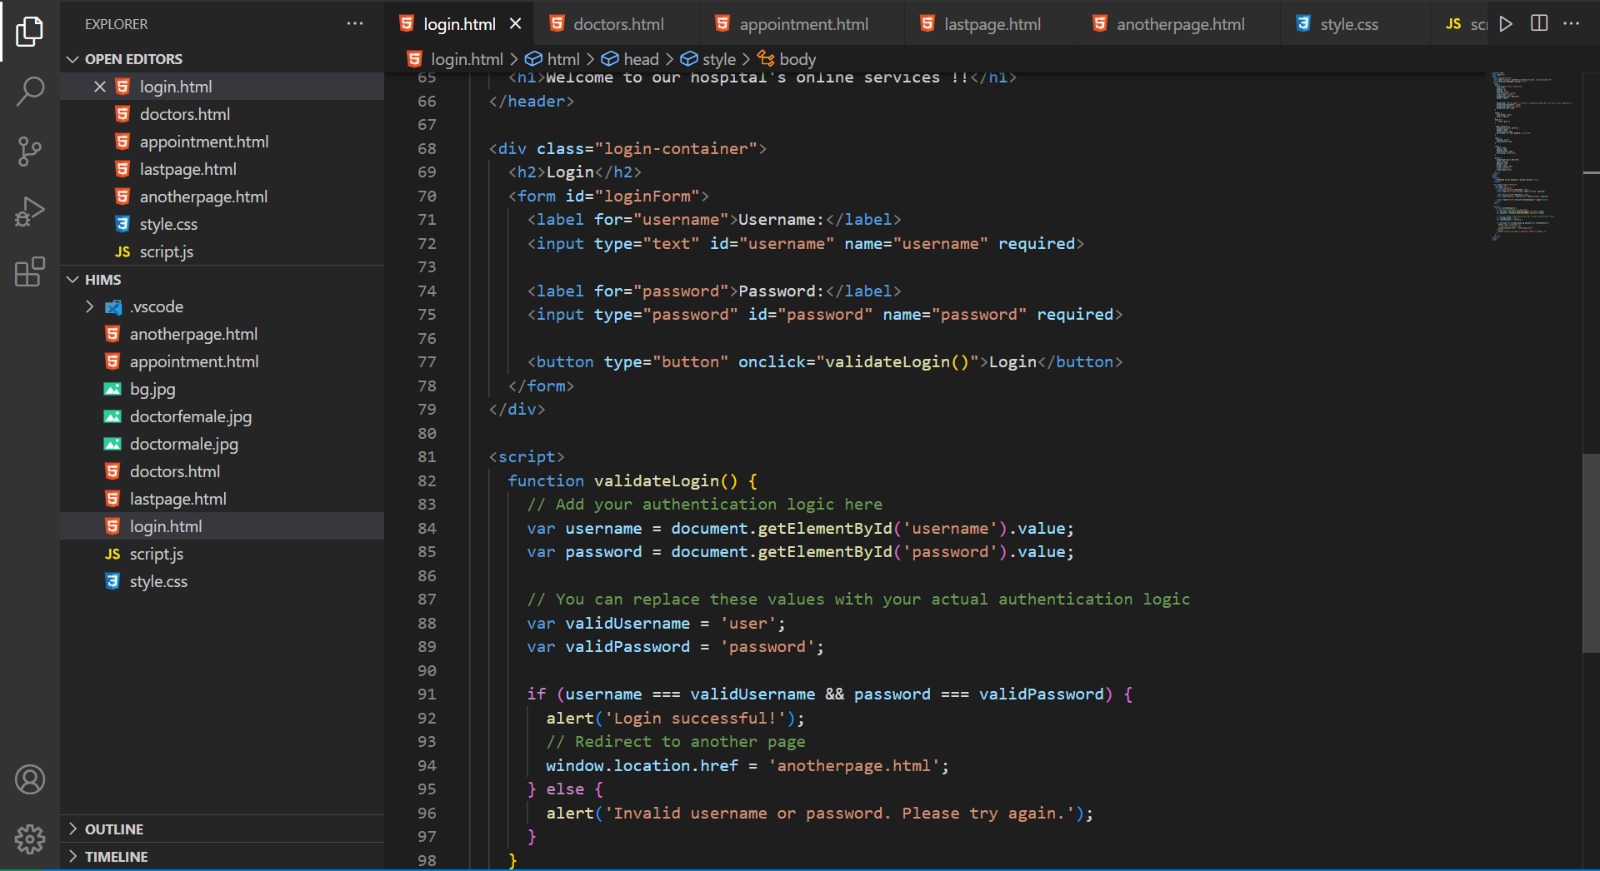 EXPLORER
OPEN EDITORS
login.html
doctors.html
appointment.html
lastpage.html
anotherpage.html
style.css
JS script.js
HIMS
.vscode
anotherpage.html
appointment.html
bg.jpg
doctorfemale.jpg
doctormale.jpg
doctors.html
lastpage.html
login.html
JS script.js
style.css
OUTLINE
TIMELINE
login.html doctors.html appointment.html lastpage.html anotherpage.html style.css JS sc
login.html > html > head > style > body
65 <h1>Welcome to our hospital's online services !!</h1>
66 </header>
67
68 <div class="login-container">
69 <h2>Login</h2>
70 <form id="loginForm">
71 <label for="username">Username:</label>
72 <input type="text" id="username" name="username" required>
73
74 <label for="password">Password:</label>
75 <input type="password" id="password" name="password" required>
76
77 <button type="button" onclick="validateLogin()">Login</button>
78 </form>
79 </div>
80
81 <script>
82 function validateLogin() {
83 // Add your authentication logic here
84 var username = document.getElementById('username').value;
85 var password = document.getElementById('password').value;
86
87 // You can replace these values with your actual authentication logic
88 var validUsername = 'user';
89 var validPassword = 'password';
90
91 if (username === validUsername && password === validPassword) {
92 alert('Login successful!');
93 // Redirect to another page
94 window.location.href = 'anotherpage.html';
95 } else {
96 alert('Invalid username or password. Please try again.');
97 }
98 }